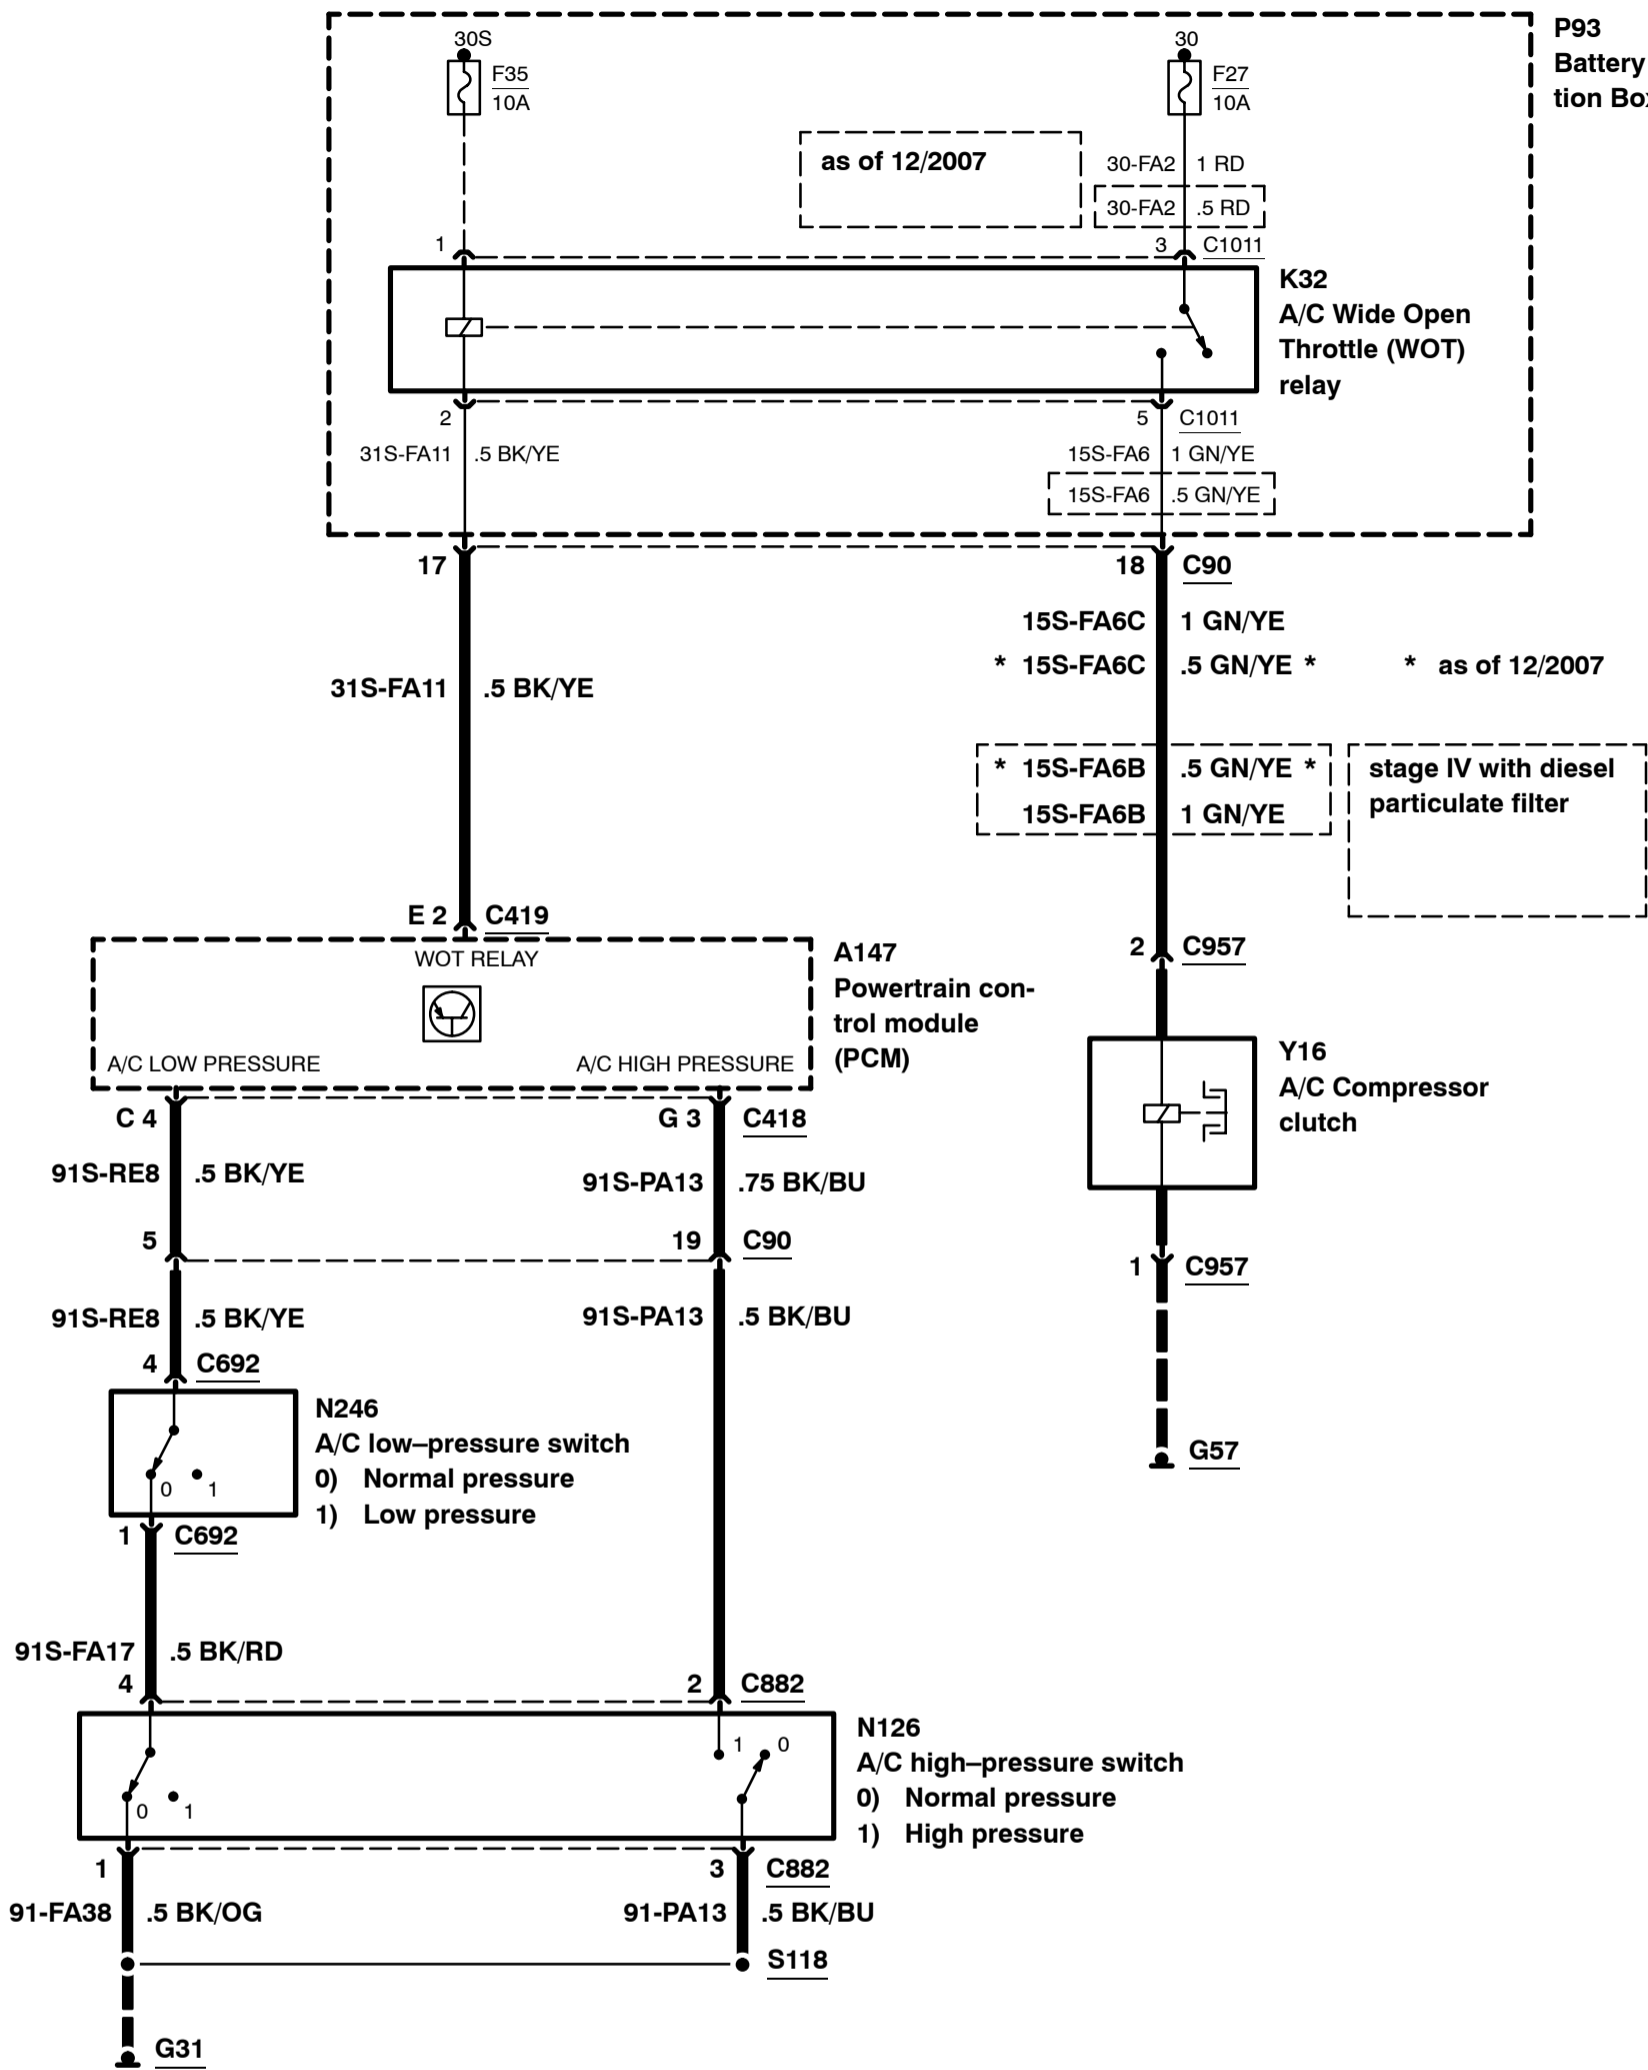 30S
30
P93
F35
10A
F27
10A
Battery
tion Bo
as of 12/2007
30-FA2 1 RD
30-FA2 .5 RD
1
3 C1011
K32
A/C Wide Open
Throttle (WOT)
relay
2
5 C1011
31S-FA11 .5 BK/YE
15S-FA6 1 GN/YE
15S-FA6 .5 GN/YE
17
18 C90
15S-FA6C 1 GN/YE
* 15S-FA6C .5 GN/YE * * as of 12/2007
31S-FA11 .5 BK/YE
* 15S-FA6B .5 GN/YE *
15S-FA6B 1 GN/YE
stage IV with diesel
particulate filter
E 2 C419
2 C957
WOT RELAY
A/C LOW PRESSURE
A/C HIGH PRESSURE
A147
Powertrain con-
trol module
(PCM)
Y16
A/C Compressor
clutch
C 4
G 3 C418
91S-RE8 .5 BK/YE
91S-PA13 .75 BK/BU
5
19 C90
1 C957
91S-RE8 .5 BK/YE
91S-PA13 .5 BK/BU
4 C692
N246
A/C low–pressure switch
0) Normal pressure
1) Low pressure
0 1
G57
1 C692
91S-FA17 .5 BK/RD
4
2 C882
N126
A/C high–pressure switch
0) Normal pressure
1) High pressure
1 0
0 1
1
3 C882
91-FA38 .5 BK/OG
91-PA13 .5 BK/BU
S118
G31